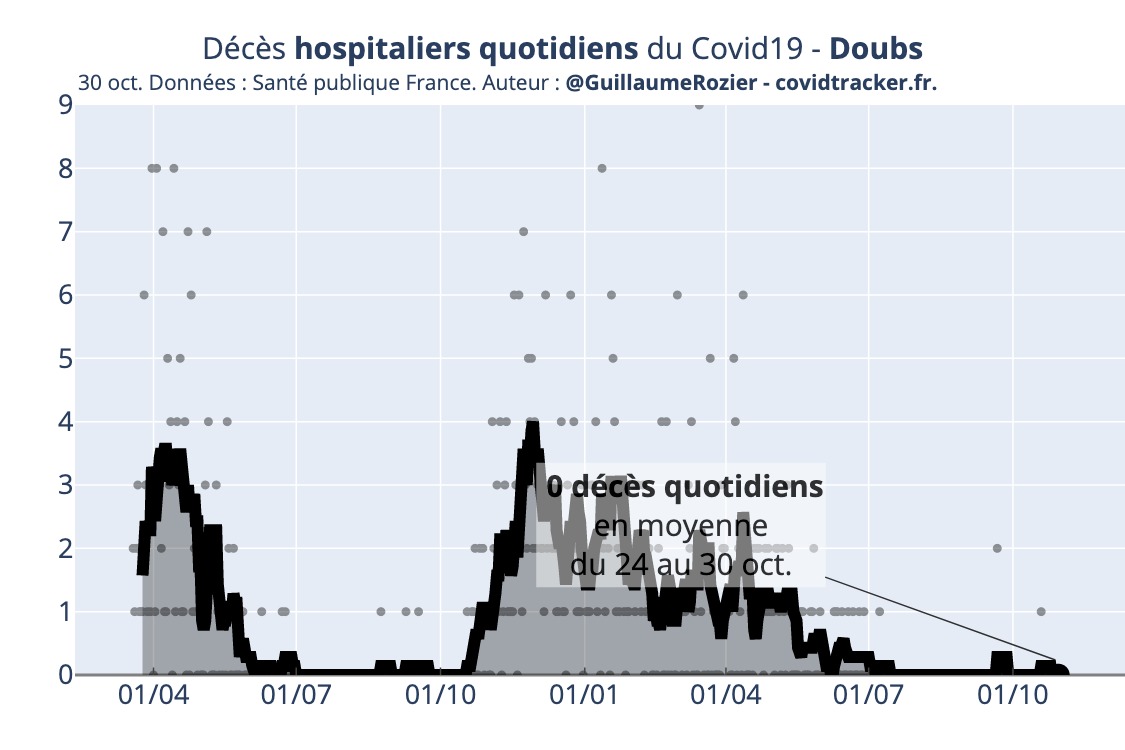 Décès hospitaliers quotidiens du Covid19 - Doubs
30 oct. Données : Santé publique France. Auteur : @GuillaumeRozier - covidtracker.fr.
9
8
7
6
5
4
3
2
1
0
0 décès quotidiens
en moyenne
du 24 au 30 oct.
01/04 01/07 01/10 01/01 01/04 01/07 01/10